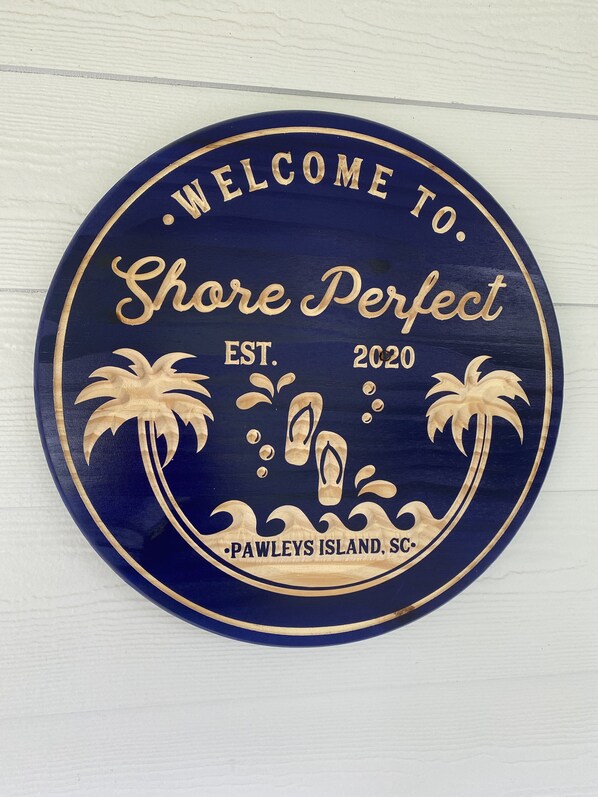 •WELCOME TO•
Shore Perfect
EST. 2020
•PAWLEYS ISLAND, SC•